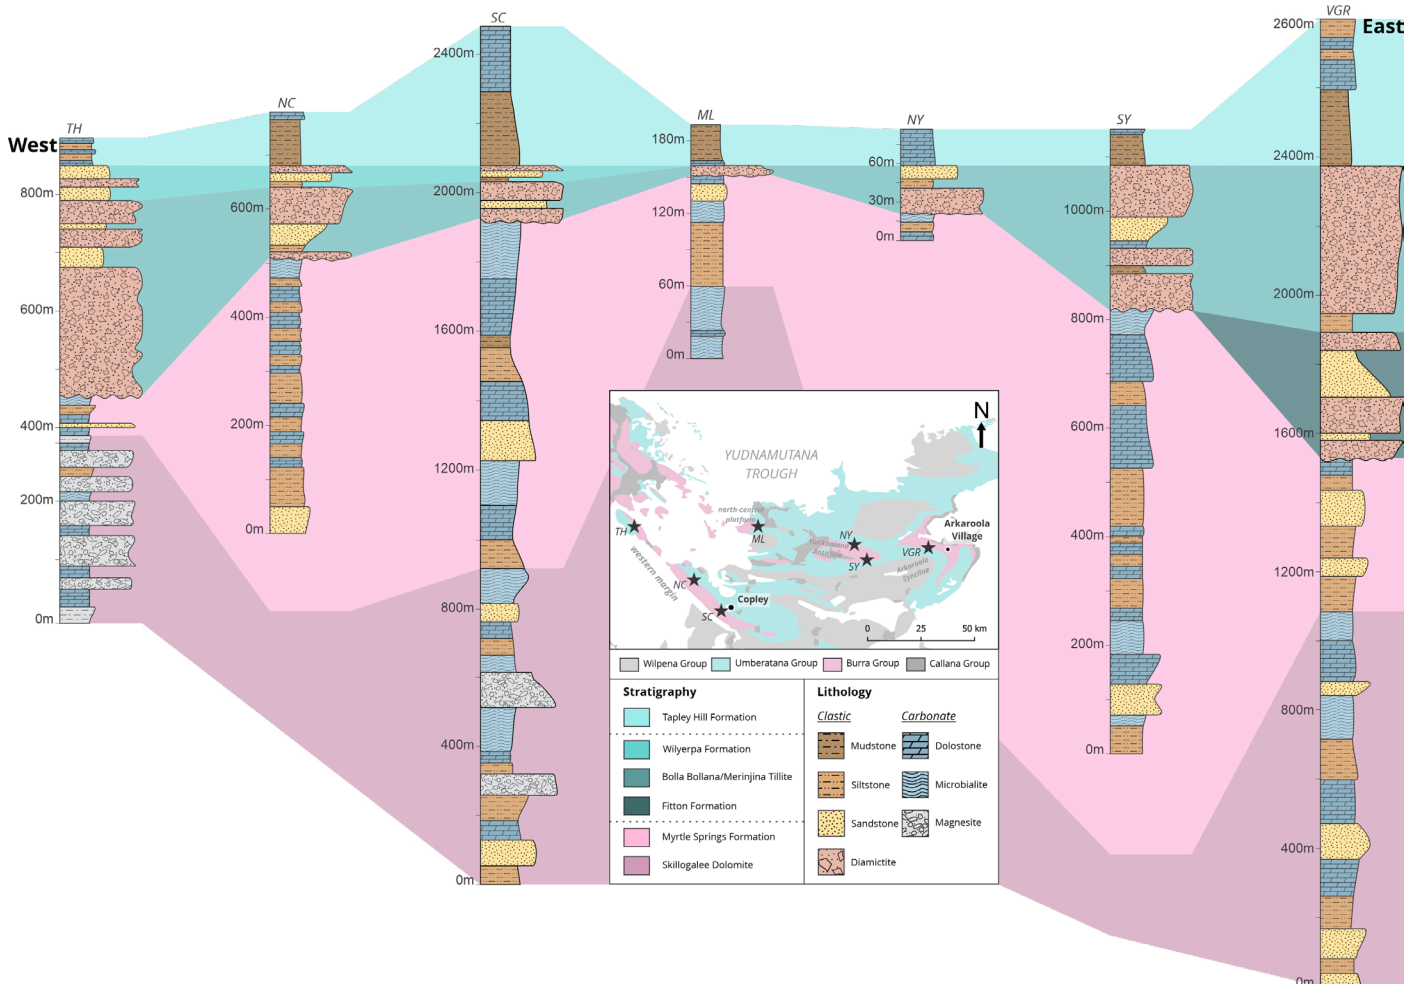 West
East
TH
800m
600m
400m
200m
0m
NC
600m
400m
200m
0m
SC
2400m
2000m
1600m
1200m
800m
400m
0m
ML
180m
120m
60m
0m
NY
60m
30m
0m
SY
1000m
800m
600m
400m
200m
0m
VGR
2600m
2400m
2000m
1600m
1200m
800m
400m
0m
YUDNAMUTANA
TROUGH
N
north-central
platform
ML
TH
western margin
NC
SC
Copley
NY
Yankaninna
Anticline
SY
VGR
Arkaroola
Syncline
Arkaroola
Village
0 25 50 km
Wilpena Group
Umberatana Group
Burra Group
Callana Group
Stratigraphy
Tapley Hill Formation
Wilyerpa Formation
Bolla Bollana/Merinjina Tillite
Fitton Formation
Myrtle Springs Formation
Skillogalee Dolomite
Lithology
Clastic
Mudstone
Siltstone
Sandstone
Diamictite
Carbonate
Dolostone
Microbialite
Magnesite